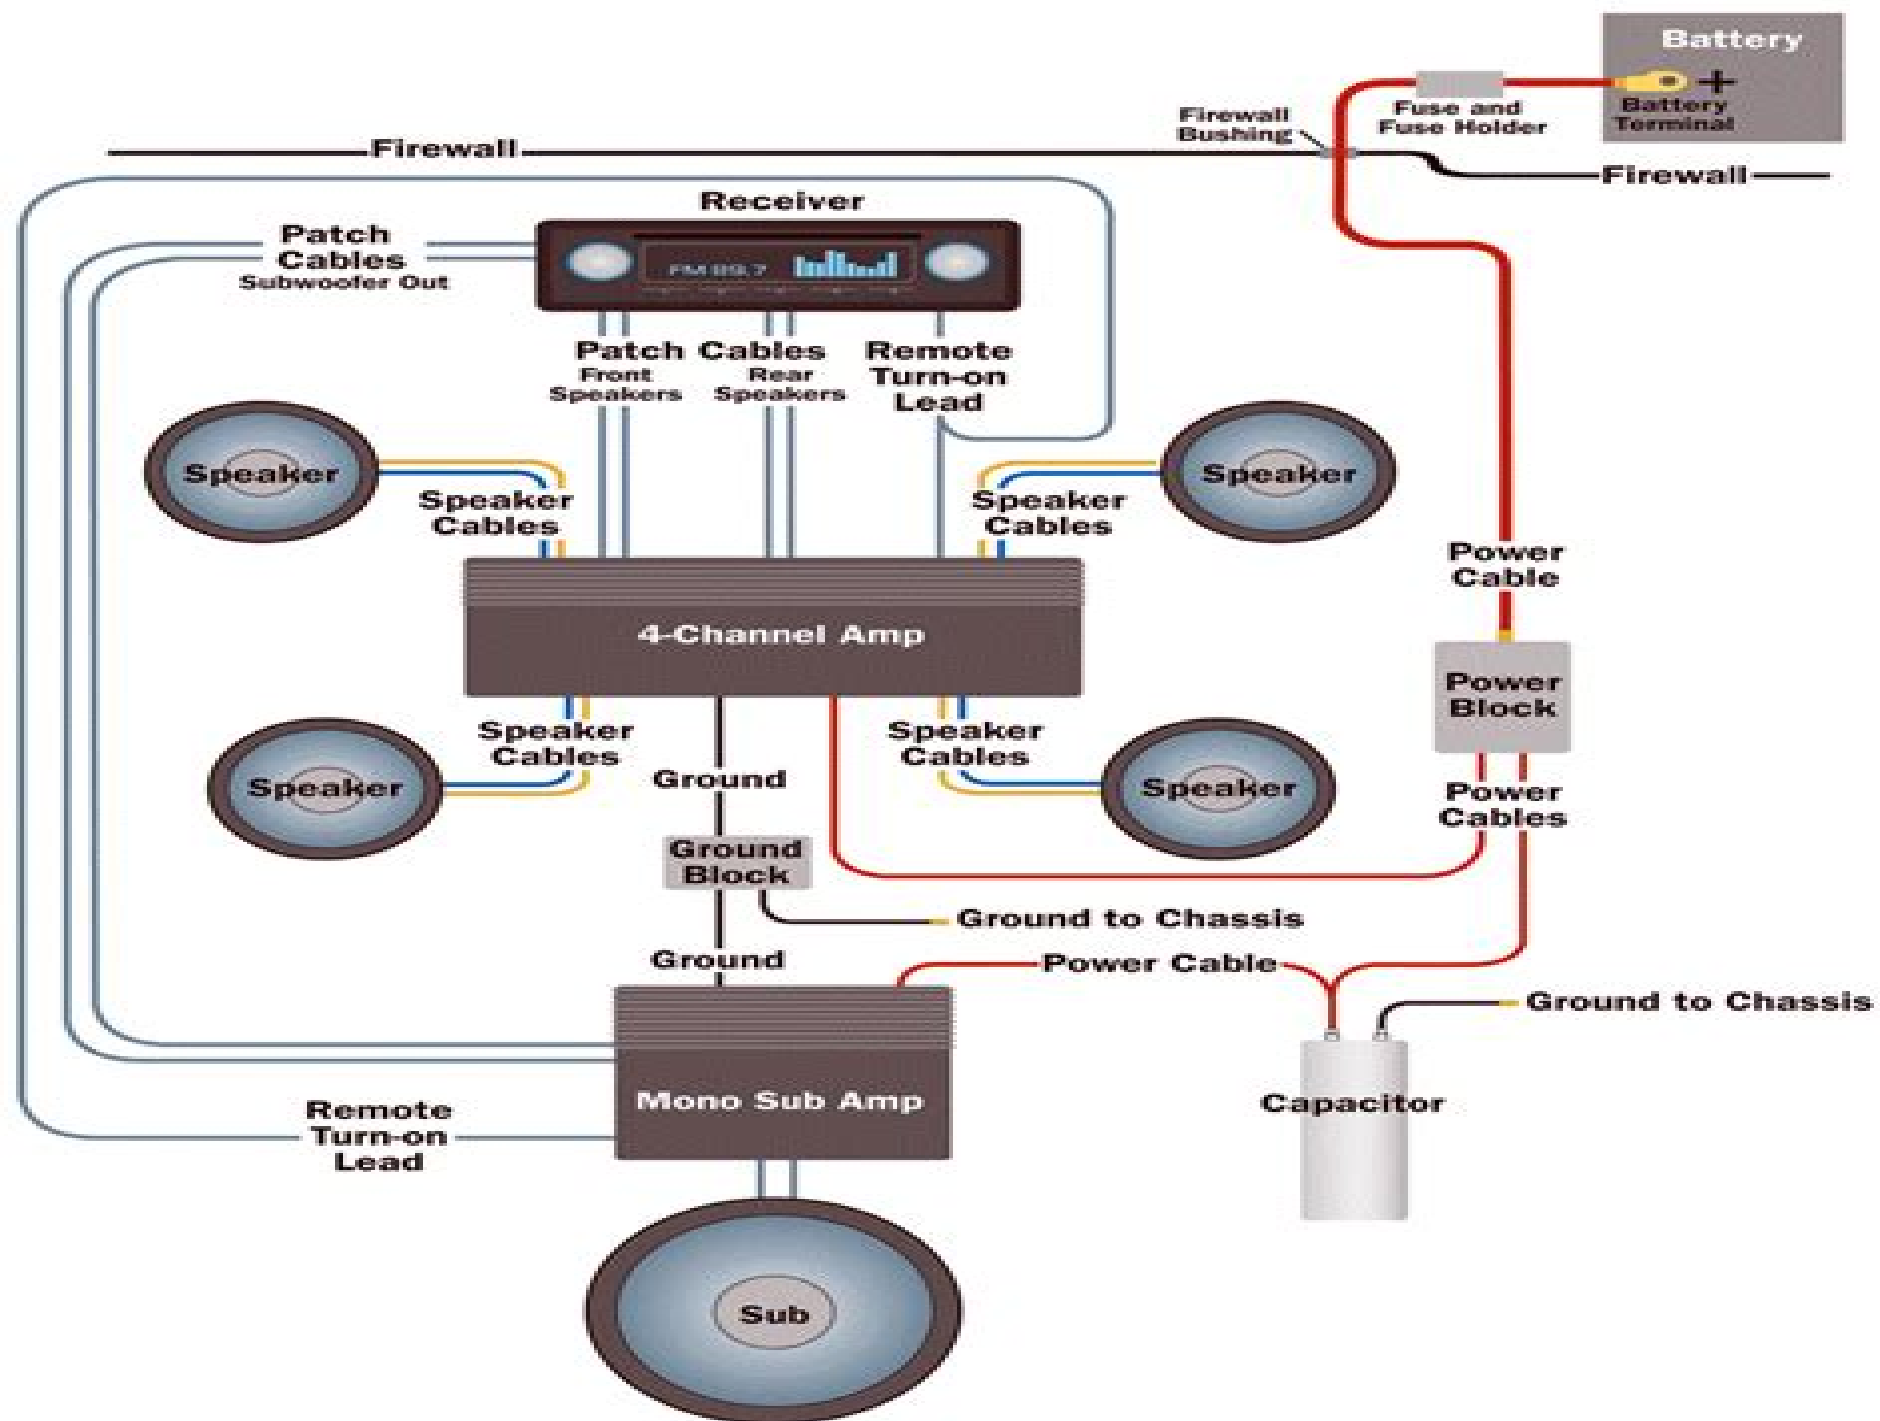 Battery
+
Battery
Terminal
Fuse and
Fuse Holder
Firewall
Bushing
Firewall
Firewall
Receiver
Patch
Cables
Subwoofer Out
FM 89.7
Patch Cables
Front
Speakers
Rear
Speakers
Remote
Turn-on
Lead
Speaker
Speaker
Cables
Speaker
Cables
Speaker
Power
Cable
4-Channel Amp
Power
Block
Speaker
Speaker
Cables
Ground
Speaker
Cables
Speaker
Power
Cables
Ground
Block
Ground to Chassis
Ground
Power Cable
Ground to Chassis
Mono Sub Amp
Capacitor
Remote
Turn-on
Lead
Sub